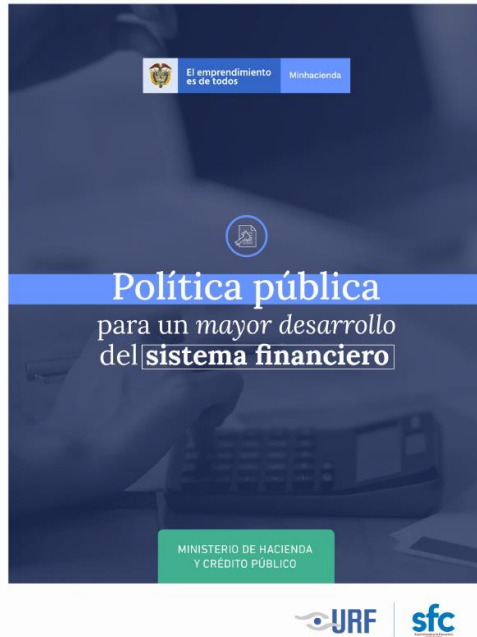 El emprendimiento
es de todos
Minhacienda
Política pública
para un mayor desarrollo
del sistema financiero
MINISTERIO DE HACIENDA
Y CRÉDITO PÚBLICO
URF
sfc